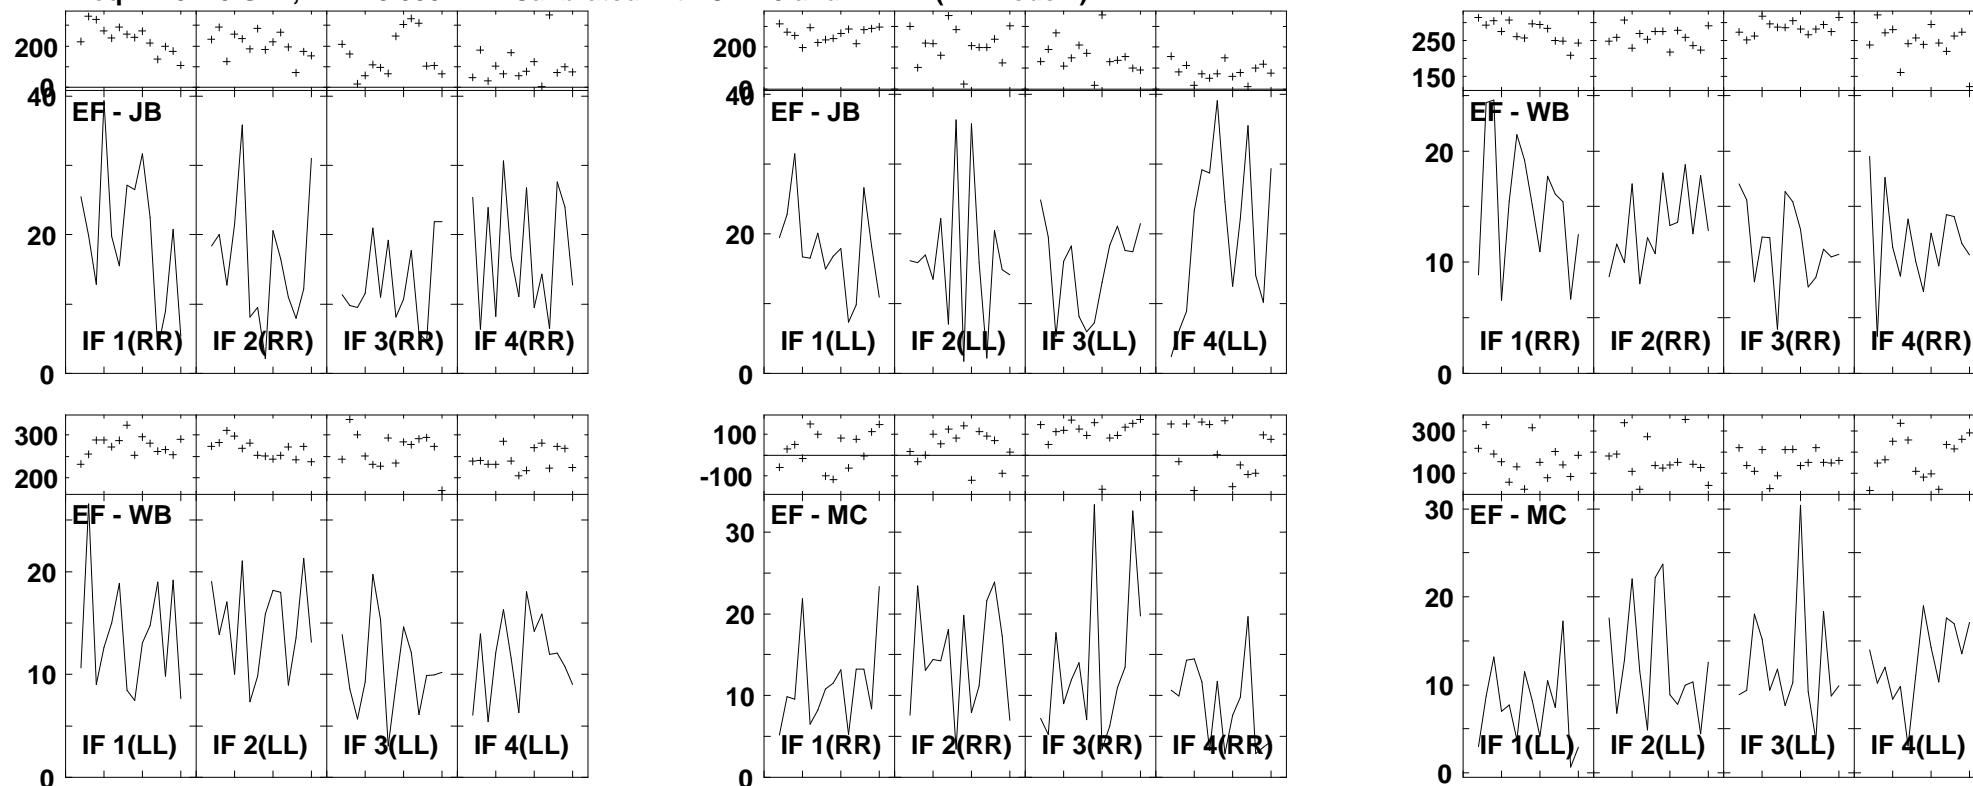 200
0
40
EF - JB
20
IF 1(RR) IF 2(RR) IF 3(RR) IF 4(RR)
0
200
0
40
EF - JB
20
IF 1(LL) IF 2(LL) IF 3(LL) IF 4(LL)
0
250
150
EF - WB
20
10
IF 1(RR) IF 2(RR) IF 3(RR) IF 4(RR)
0
300
200
EF - WB
20
10
IF 1(LL) IF 2(LL) IF 3(LL) IF 4(LL)
0
100
-100
EF - MC
30
20
10
IF 1(RR) IF 2(RR) IF 3(RR) IF 4(RR)
0
300
100
30
EF - MC
20
10
IF 1(LL) IF 2(LL) IF 3(LL) IF 4(LL)
0